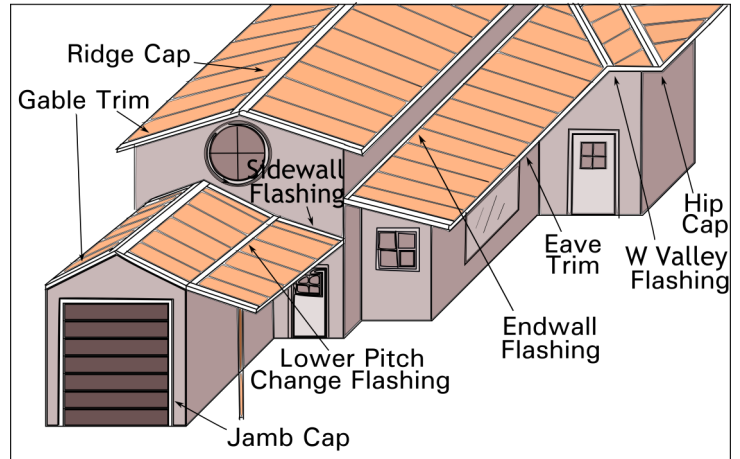 Ridge Cap
Gable Trim
Sidewall
Flashing
Hip
Cap
Eave
Trim
W Valley
Flashing
Endwall
Flashing
Lower Pitch
Change Flashing
Jamb Cap